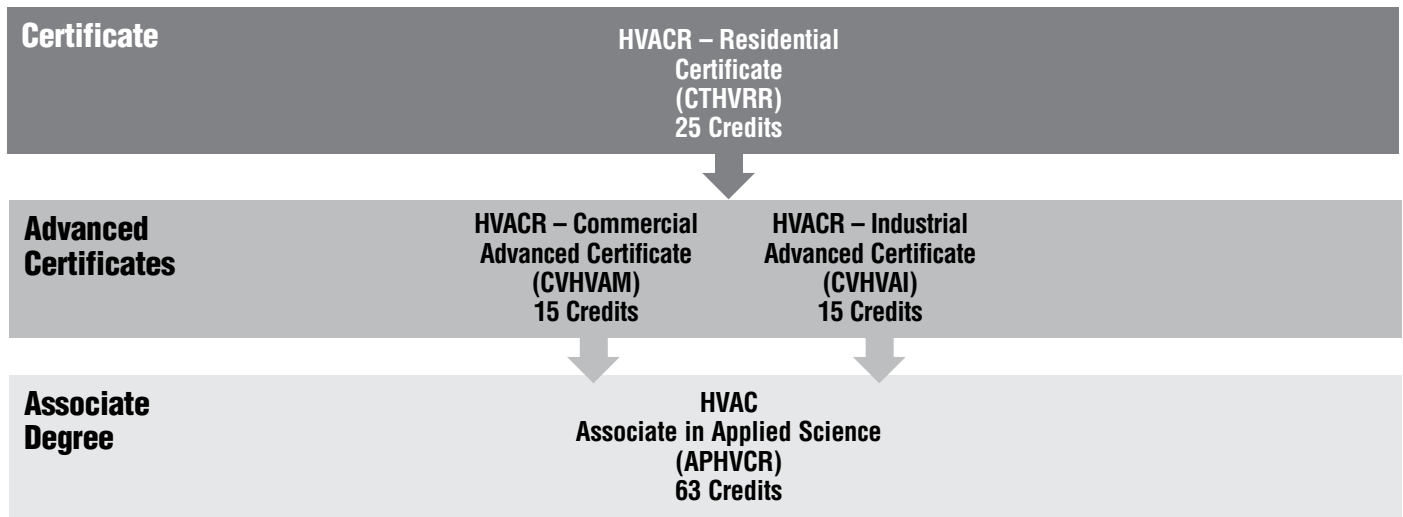 Certificate
HVACR – Residential
Certificate
(CTHVRR)
25 Credits
Advanced
Certificates
HVACR – Commercial
Advanced Certificate
(CVHVAM)
15 Credits
HVACR – Industrial
Advanced Certificate
(CVHVAI)
15 Credits
Associate
Degree
HVAC
Associate in Applied Science
(APHVCR)
63 Credits